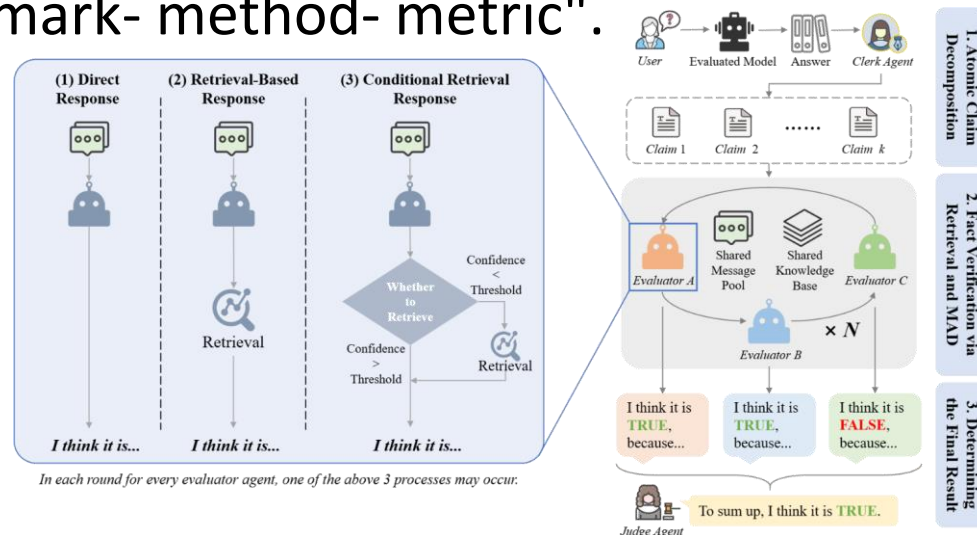 mark- method- metric".
(1) Direct
Response
(2) Retrieval-Based
Response
(3) Conditional Retrieval
Response
Whether
to
Retrieve
Confidence
<
Threshold
Retrieval
Retrieval
Confidence
>
Threshold
I think it is...
I think it is...
I think it is...
In each round for every evaluator agent, one of the above 3 processes may occur.
User
Evaluated Model
Answer
Clerk Agent
Claim 1
Claim 2
......
Claim k
Evaluator A
Shared
Message
Pool
Shared
Knowledge
Base
Evaluator C
Evaluator B
× N
I think it is
TRUE,
because...
I think it is
TRUE,
because...
I think it is
FALSE,
because...
Judge Agent
To sum up, I think it is TRUE.
1. Atomic Claim
Decomposition
2. Fact Verification via
Retrieval and MAD
3. Determining
the Final Result